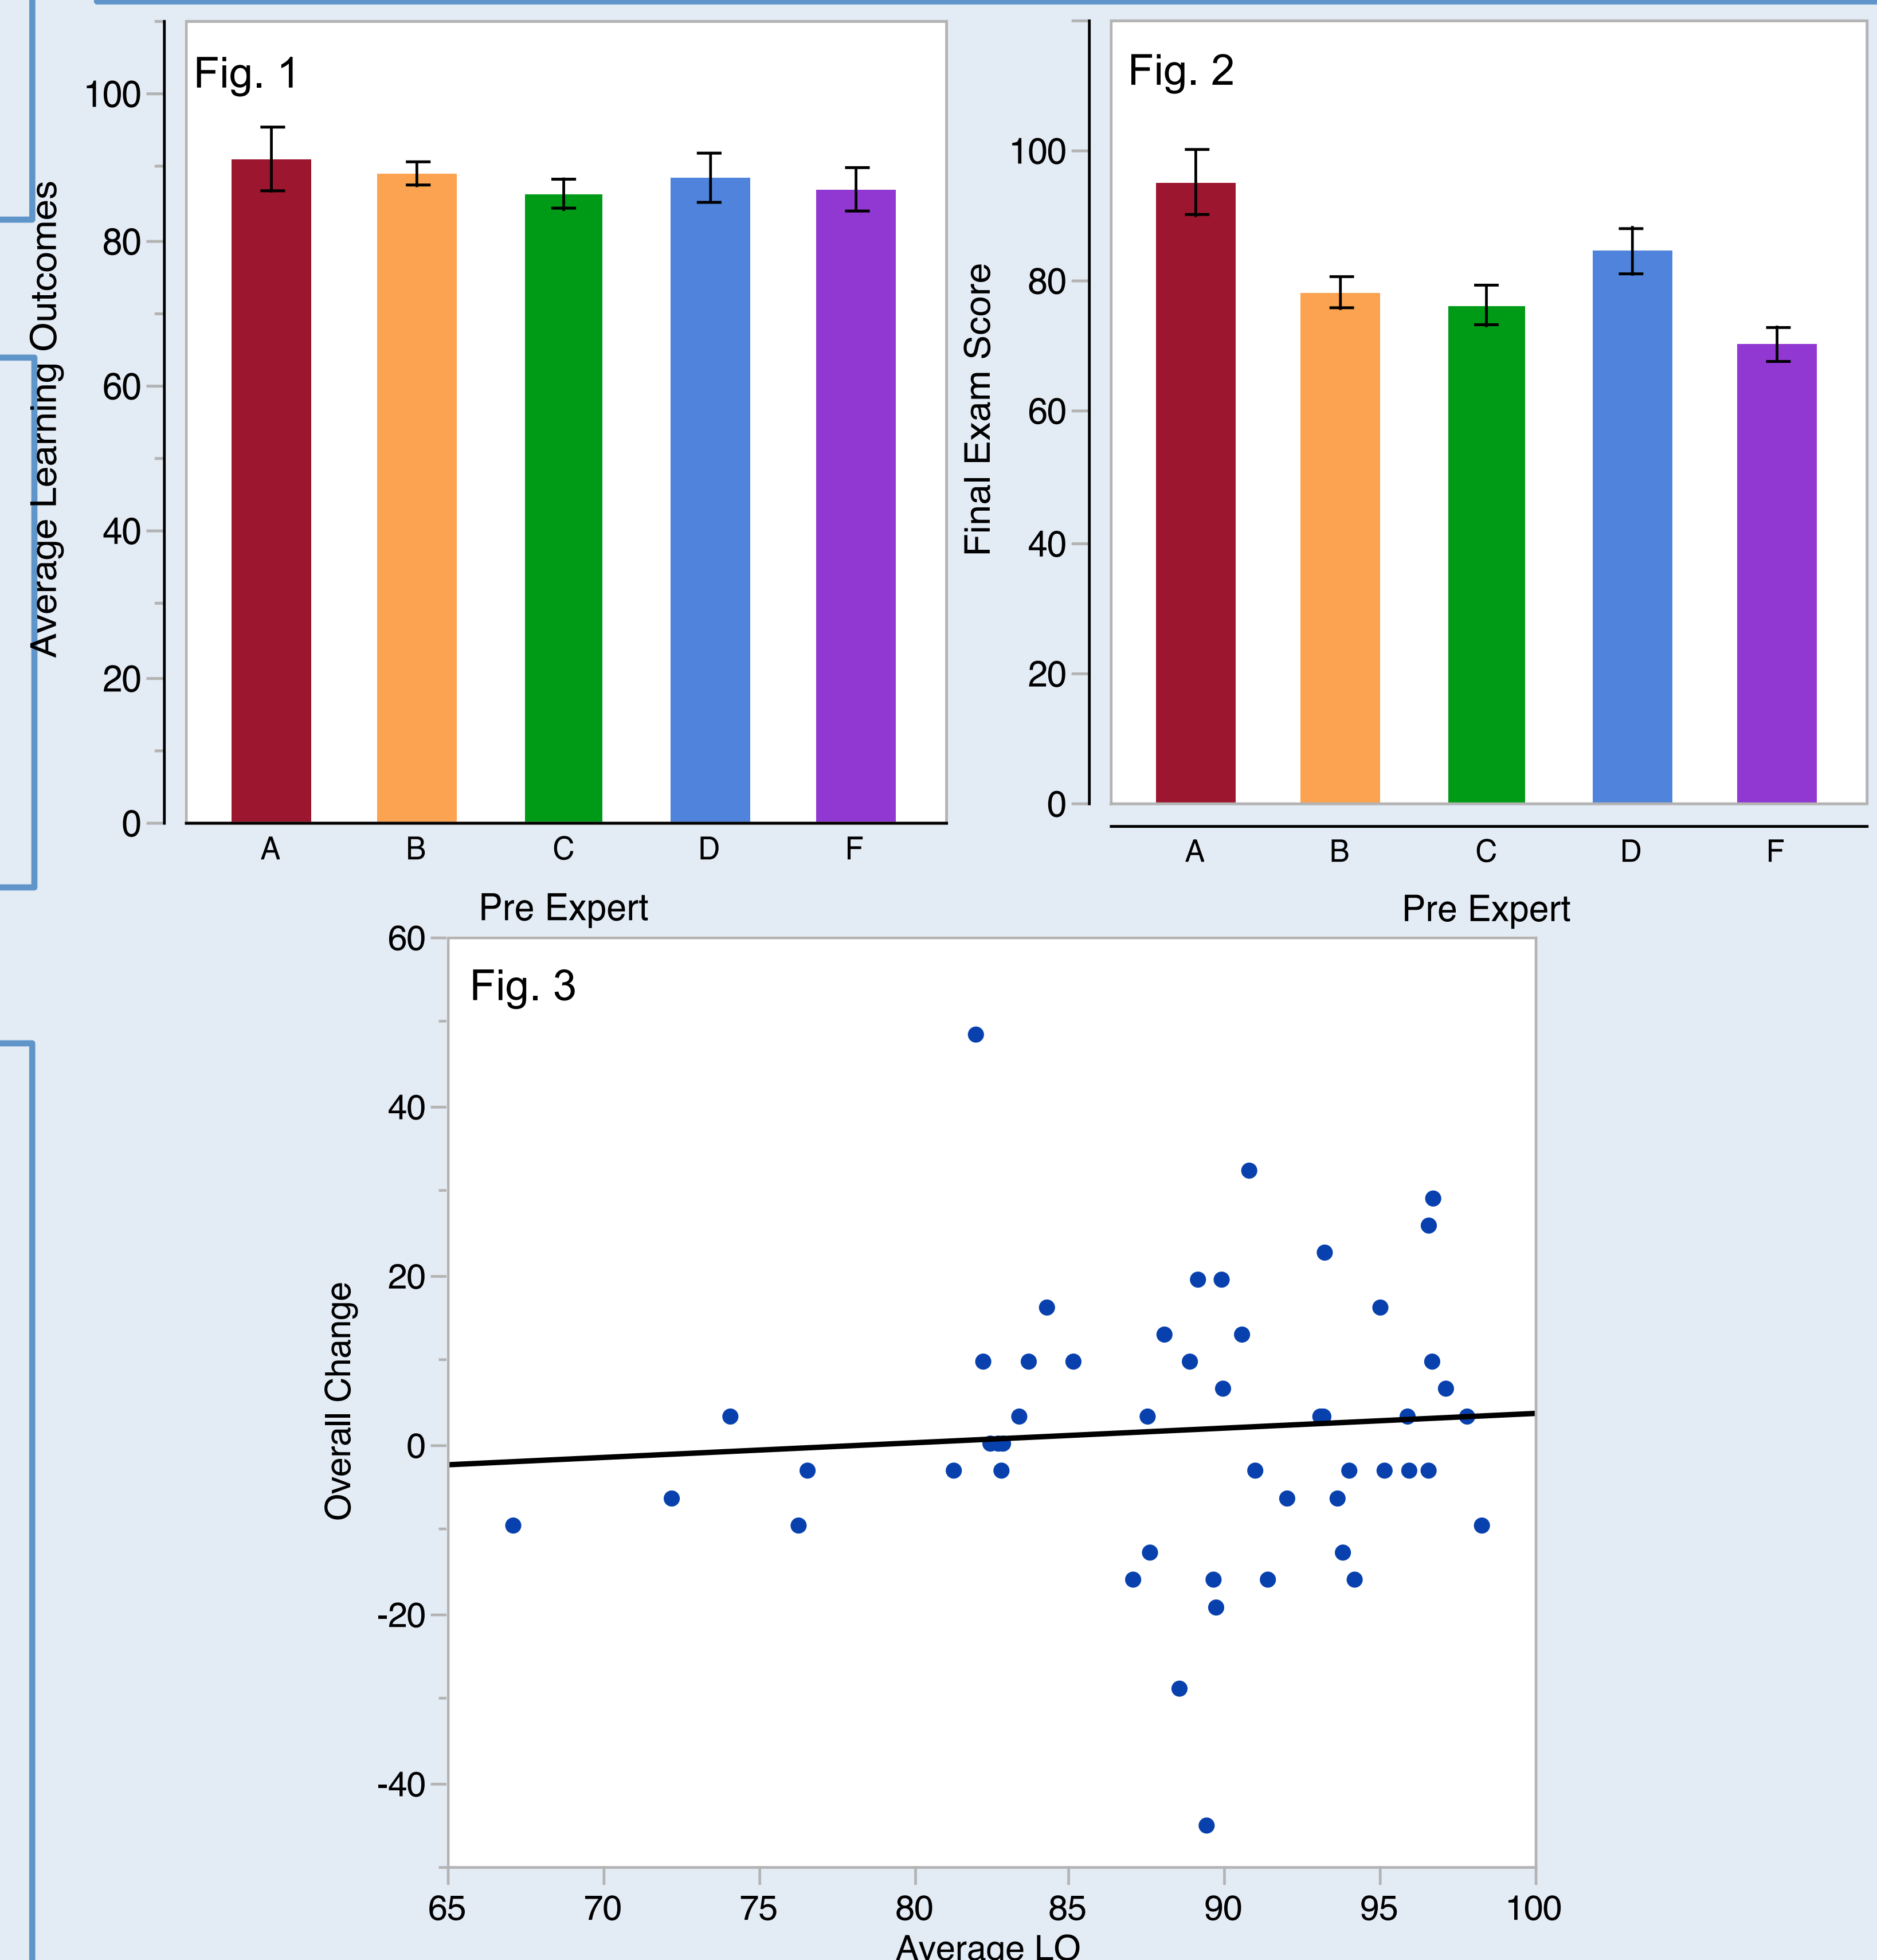 Fig. 1
100
80
60
40
20
0
Average Learning Outcomes
A B C D F
Pre Expert
Fig. 2
100
80
60
40
20
0
Final Exam Score
A B C D F
Pre Expert
Fig. 3
60
40
20
0
-20
-40
Overall Change
65 70 75 80 85 90 95 100
Average LO